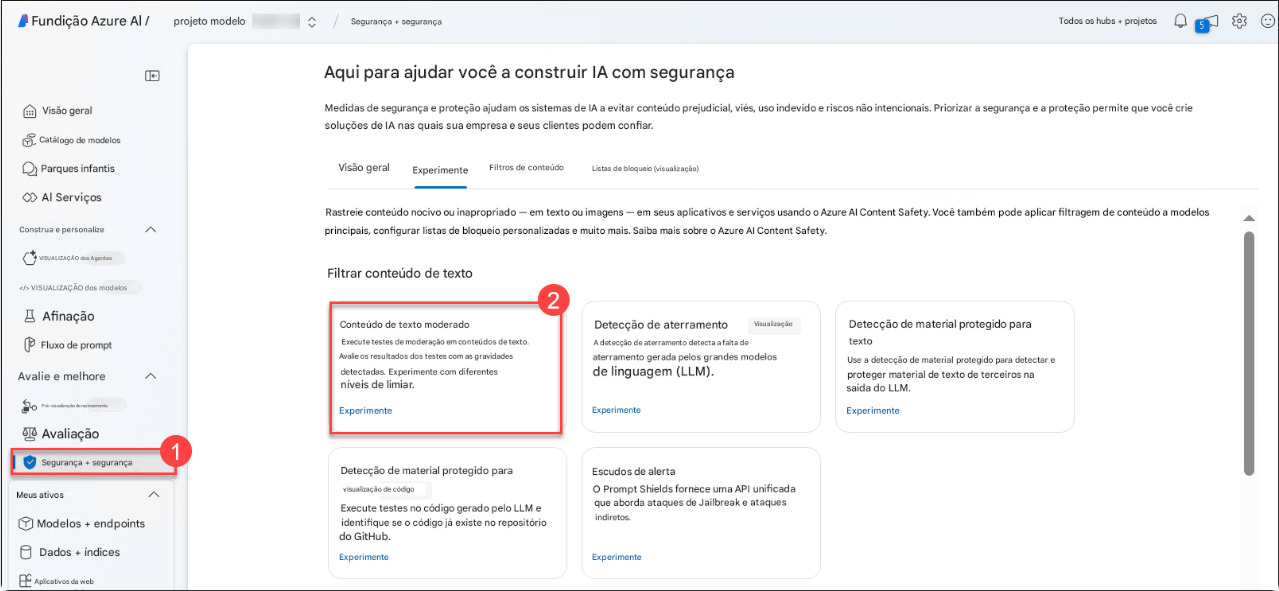 Fundição Azure Al /
projeto modelo
/ Segurança + segurança
Todos os hubs + projetos
5
Visão geral
Catálogo de modelos
Parques infantis
Al Serviços
Construa e personalize
VISUALIZAÇÃO dos Agentes
</> VISUALIZAÇÃO dos modelos
Afinação
Fluxo de prompt
Avalie e melhore
Pré-visualização de rastreamento
Avaliação
1
Segurança + segurança
Meus ativos
Modelos + endpoints
Dados + índices
Aplicativos da web
Aqui para ajudar você a construir IA com segurança
Medidas de segurança e proteção ajudam os sistemas de IA a evitar conteúdo prejudicial, viés, uso indevido e riscos não intencionais. Priorizar a segurança e a proteção permite que você crie
soluções de IA nas quais sua empresa e seus clientes podem confiar.
Visão geral
Experimente
Filtros de conteúdo
Listas de bloqueio (visualização)
Rastreie conteúdo nocivo ou inapropriado — em texto ou imagens — em seus aplicativos e serviços usando o Azure AI Content Safety. Você também pode aplicar filtragem de conteúdo a modelos
principais, configurar listas de bloqueio personalizadas e muito mais. Saiba mais sobre o Azure AI Content Safety.
Filtrar conteúdo de texto
2
Conteúdo de texto moderado
Execute testes de moderação em conteúdos de texto.
Avalie os resultados dos testes com as gravidades
detectadas. Experimente com diferentes
níveis de limiar.
Experimente
Detecção de aterramento
Visualização
A detecção de aterramento detecta a falta de
aterramento gerada pelos grandes modelos
de linguagem (LLM).
Experimente
Detecção de material protegido para
texto
Use a detecção de material protegido para detectar e
proteger material de texto de terceiros na
saída do LLM.
Experimente
Detecção de material protegido para
visualização de código
Execute testes no código gerado pelo LLM e
identifique se o código já existe no repositório
do GitHub.
Experimente
Escudos de alerta
O Prompt Shields fornece uma API unificada
que aborda ataques de Jailbreak e ataques
indiretos.
Experimente